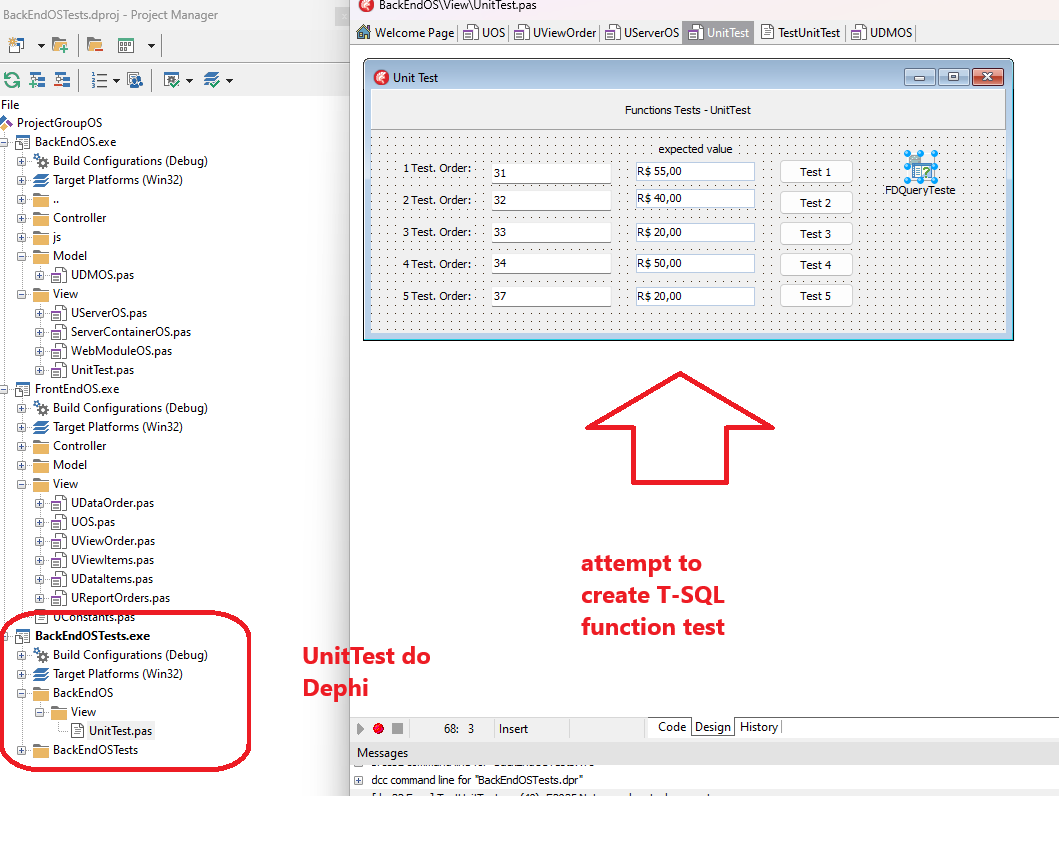 BackEndOSTests.dproj - Project Manager
File
ProjectGroupOS
BackEndOS.exe
Build Configurations (Debug)
Target Platforms (Win32)
..
Controller
js
Model
UDMOS.pas
View
UServerOS.pas
ServerContainerOS.pas
WebModuleOS.pas
UnitTest.pas
FrontEndOS.exe
Build Configurations (Debug)
Target Platforms (Win32)
Controller
Model
View
UDataOrder.pas
UOS.pas
UViewOrder.pas
UViewItems.pas
UDataItems.pas
UReportOrders.pas
UConstants.pas
BackEndOSTests.exe
Build Configurations (Debug)
Target Platforms (Win32)
BackEndOS
View
UnitTest.pas
BackEndOSTests
UnitTest do
Dephi
BackEndOS\View\UnitTest.pas
Welcome Page UOS UViewOrder UServerOS UnitTest TestUnitTest UDMOS
Unit Test
Functions Tests - UnitTest
expected value
1 Test. Order: 31 R$ 55,00 Test 1
2 Test. Order: 32 R$ 40,00 Test 2
3 Test. Order: 33 R$ 20,00 Test 3
4 Test. Order: 34 R$ 50,00 Test 4
5 Test. Order: 37 R$ 20,00 Test 5
FDQueryTeste
attempt to
create T-SQL
function test
68: 3 Insert Code Design History
Messages
dcc command line for "BackEndOSTests.dpr"